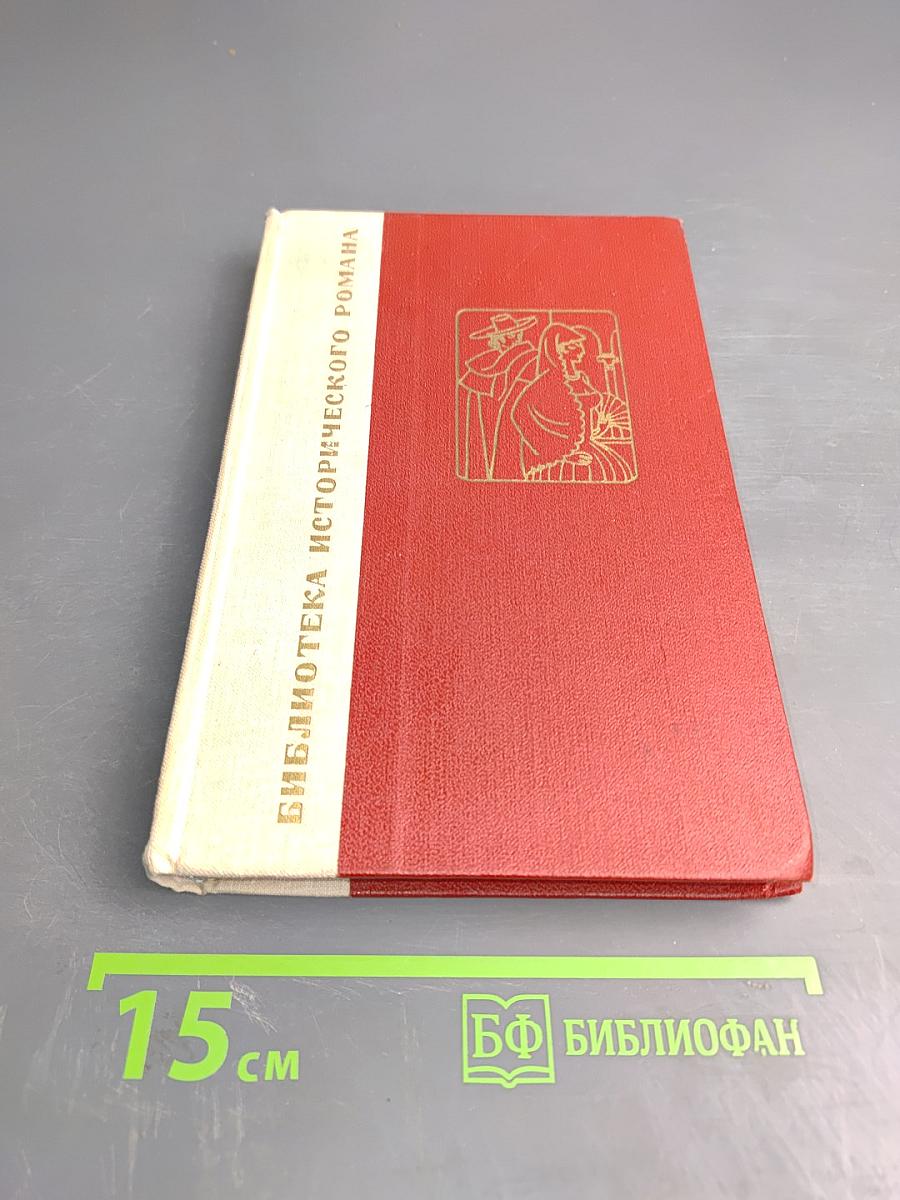 БИБЛИОТЕКА ИСТОРИЧЕСКОГО РОМАНА
15 см
БФ БИБЛИОФАН